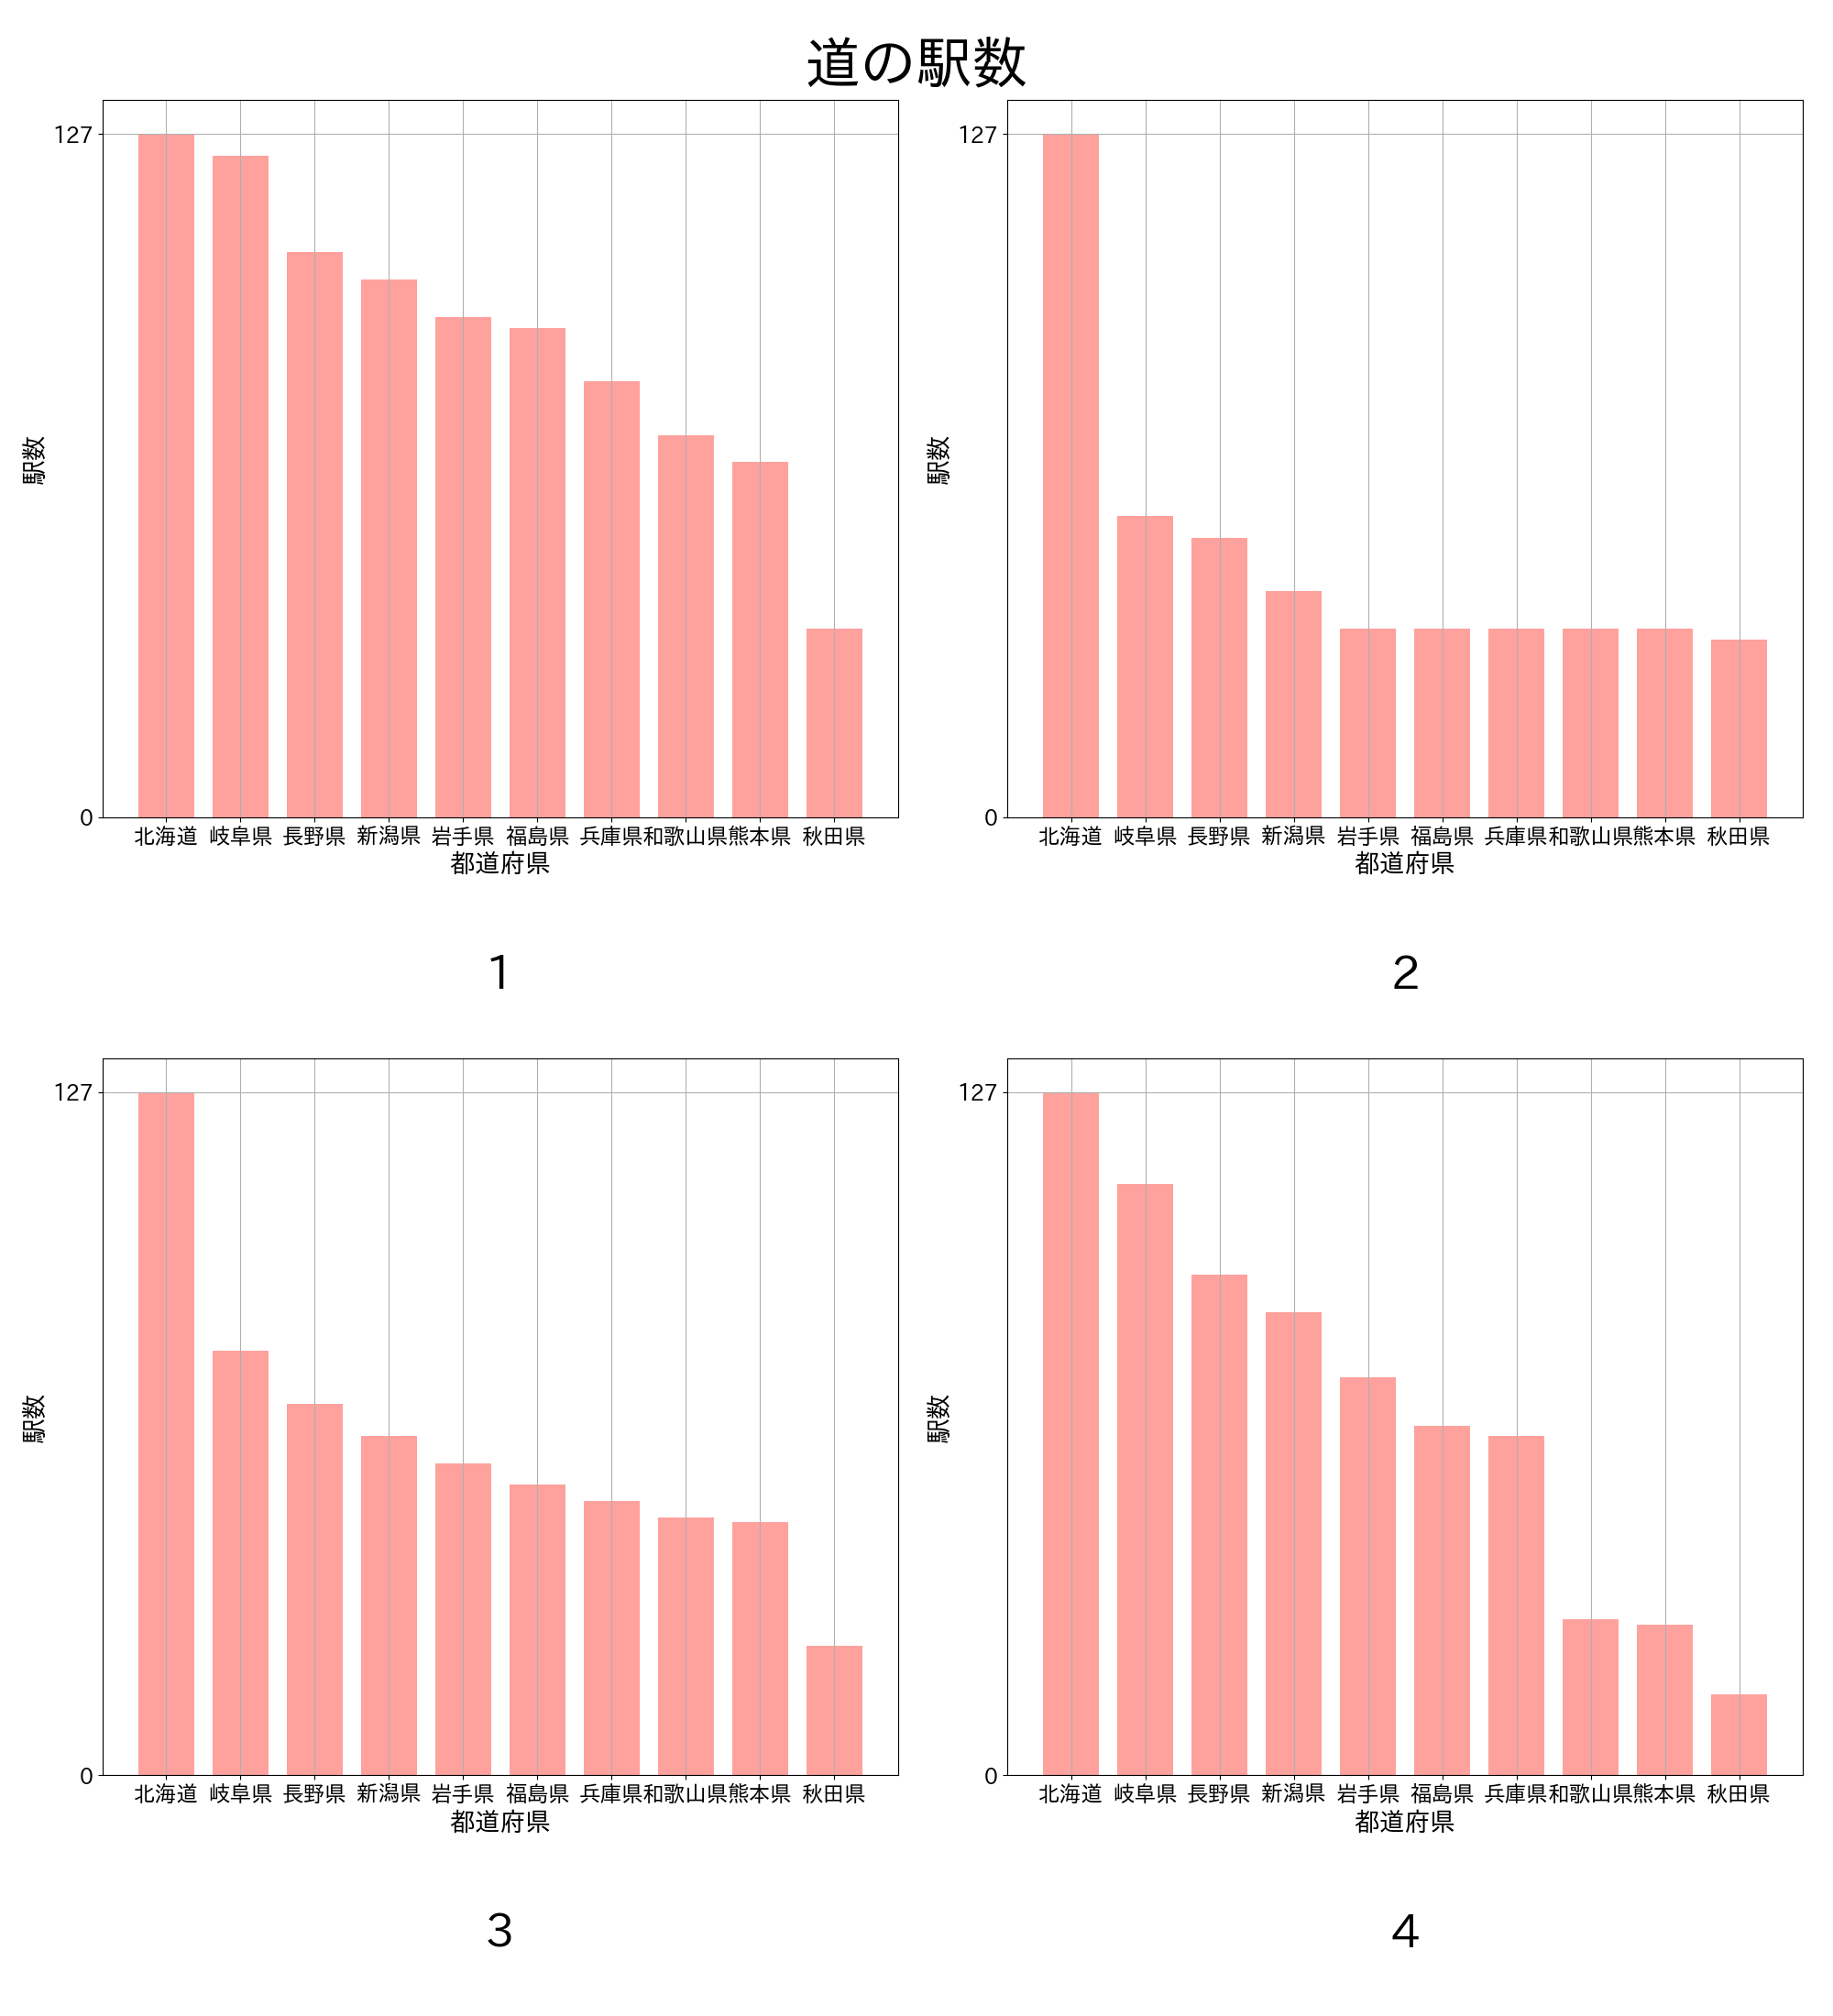 道の駅数
127
0
駅数
北海道 岐阜県 長野県 新潟県 岩手県 福島県 兵庫県 和歌山県 熊本県 秋田県
都道府県
1
127
0
駅数
北海道 岐阜県 長野県 新潟県 岩手県 福島県 兵庫県 和歌山県 熊本県 秋田県
都道府県
2
127
0
駅数
北海道 岐阜県 長野県 新潟県 岩手県 福島県 兵庫県 和歌山県 熊本県 秋田県
都道府県
3
127
0
駅数
北海道 岐阜県 長野県 新潟県 岩手県 福島県 兵庫県 和歌山県 熊本県 秋田県
都道府県
4